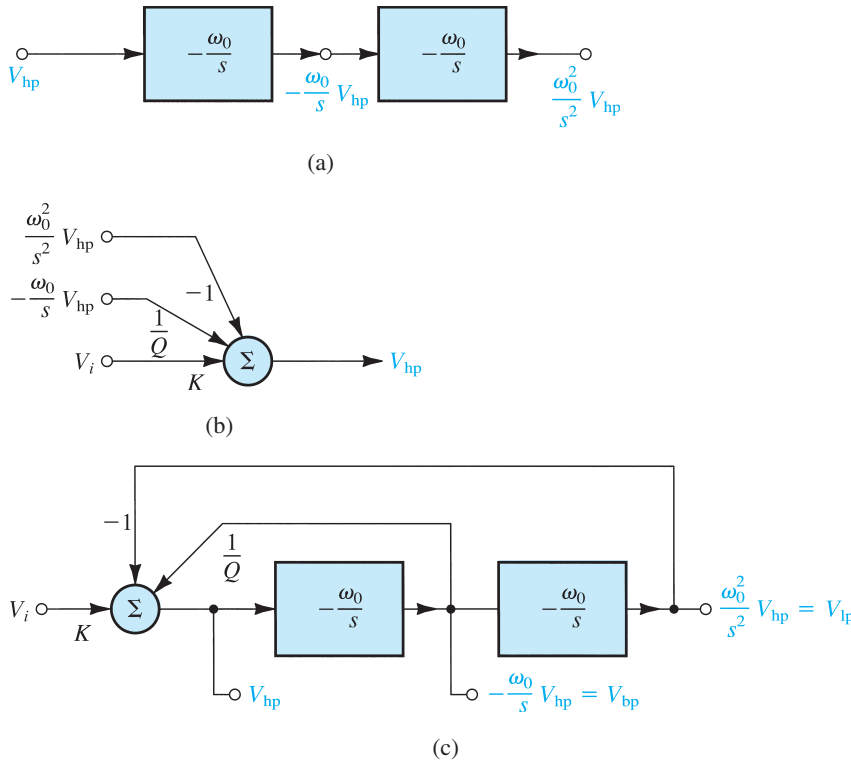 −ω₀/s −ω₀/s
V_hp −ω₀/s V_hp ω₀²/s² V_hp
(a)
ω₀²/s² V_hp
−1
−ω₀/s V_hp
1/Q
V_i K Σ V_hp
(b)
−1
1/Q
V_i K Σ −ω₀/s −ω₀/s ω₀²/s² V_hp = V_lp
V_hp −ω₀/s V_hp = V_bp
(c)